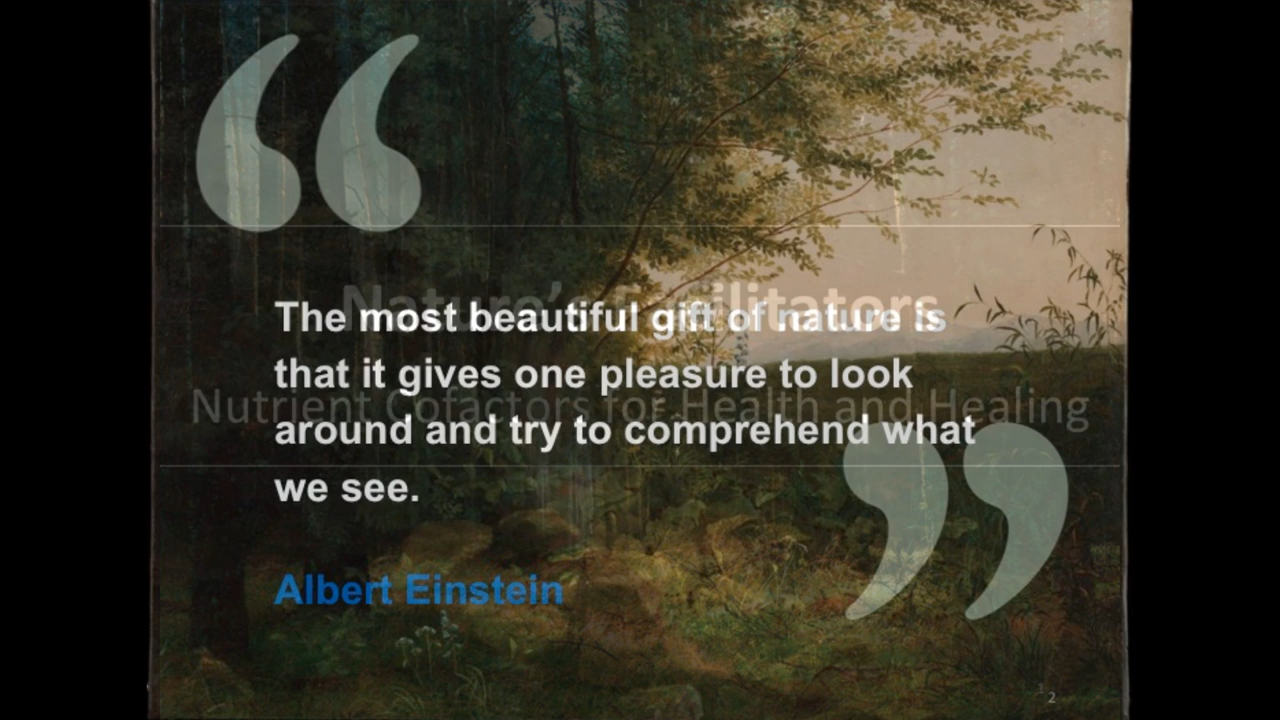 Nature's Facilitators
The most beautiful gift of nature is
that it gives one pleasure to look
Nutrient Cofactors for Health and Healing
around and try to comprehend what
we see.
Albert Einstein
1
2